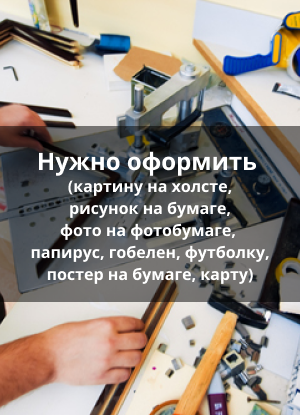 Нужно оформить
(картину на холсте,
рисунок на бумаге,
фото на фотобумаге,
папирус, гобелен, футболку,
постер на бумаге, карту)